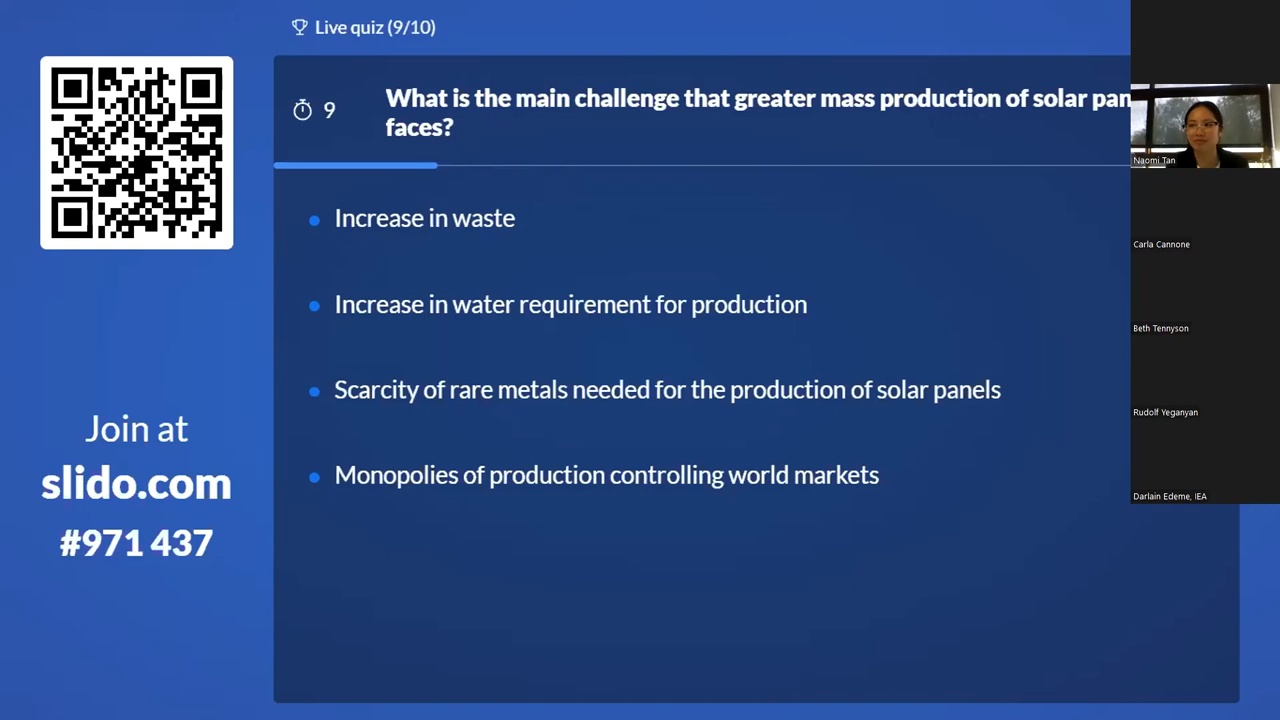 Live quiz (9/10)
9
What is the main challenge that greater mass production of solar pan
faces?
Increase in waste
Increase in water requirement for production
Scarcity of rare metals needed for the production of solar panels
Monopolies of production controlling world markets
Join at
slido.com
#971 437
Naomi Tan
Carla Cannone
Beth Tennyson
Rudolf Yeganyan
Darlain Edeme, IEA